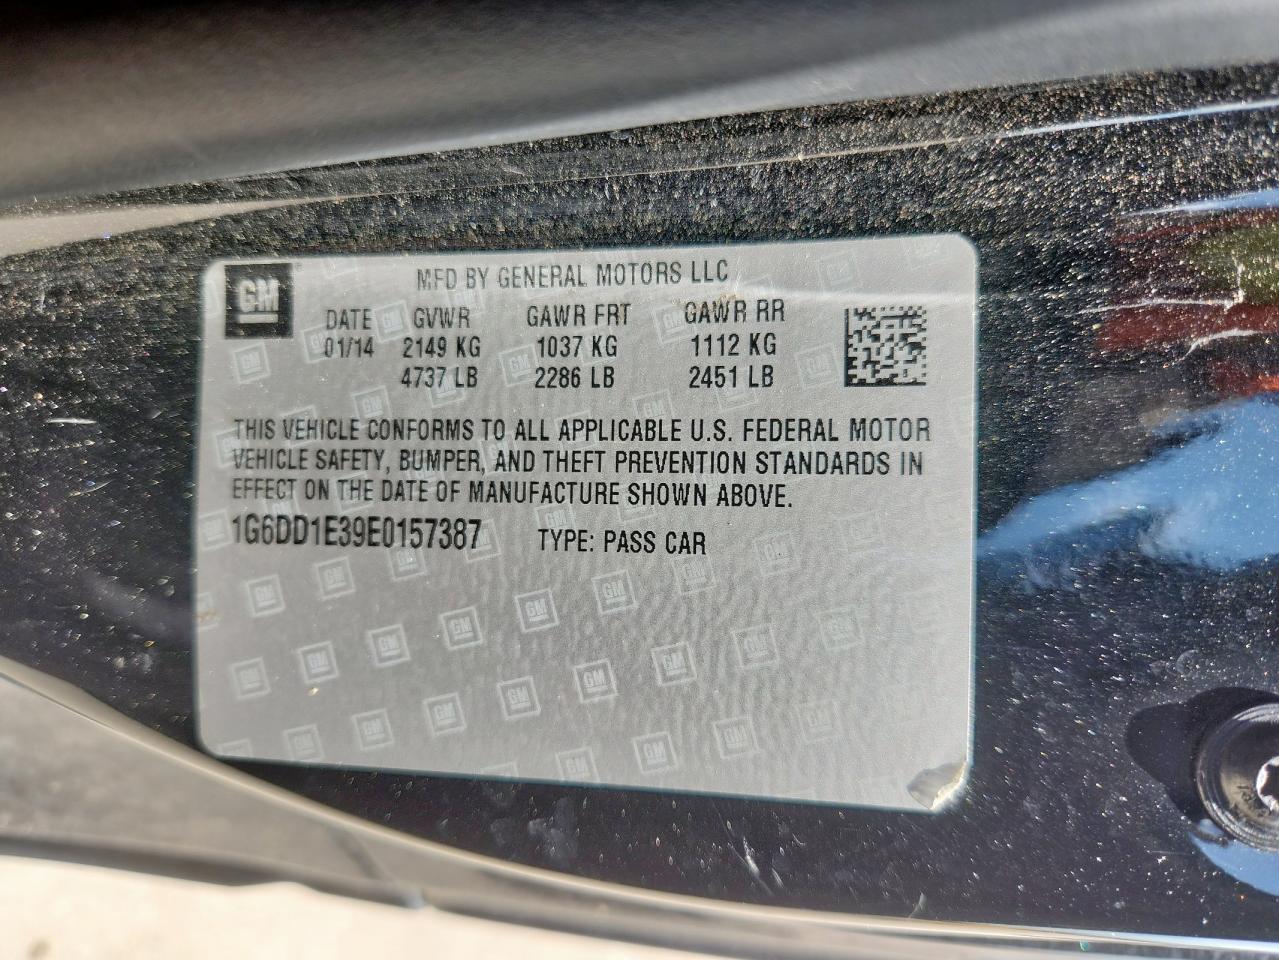 GM
MFD BY GENERAL MOTORS LLC
DATE GVWR GAWR FRT GAWR RR
01/14 2149 KG 1037 KG 1112 KG
4737 LB 2286 LB 2451 LB
THIS VEHICLE CONFORMS TO ALL APPLICABLE U.S. FEDERAL MOTOR
VEHICLE SAFETY, BUMPER, AND THEFT PREVENTION STANDARDS IN
EFFECT ON THE DATE OF MANUFACTURE SHOWN ABOVE.
1G6DD1E39E0157387 TYPE: PASS CAR